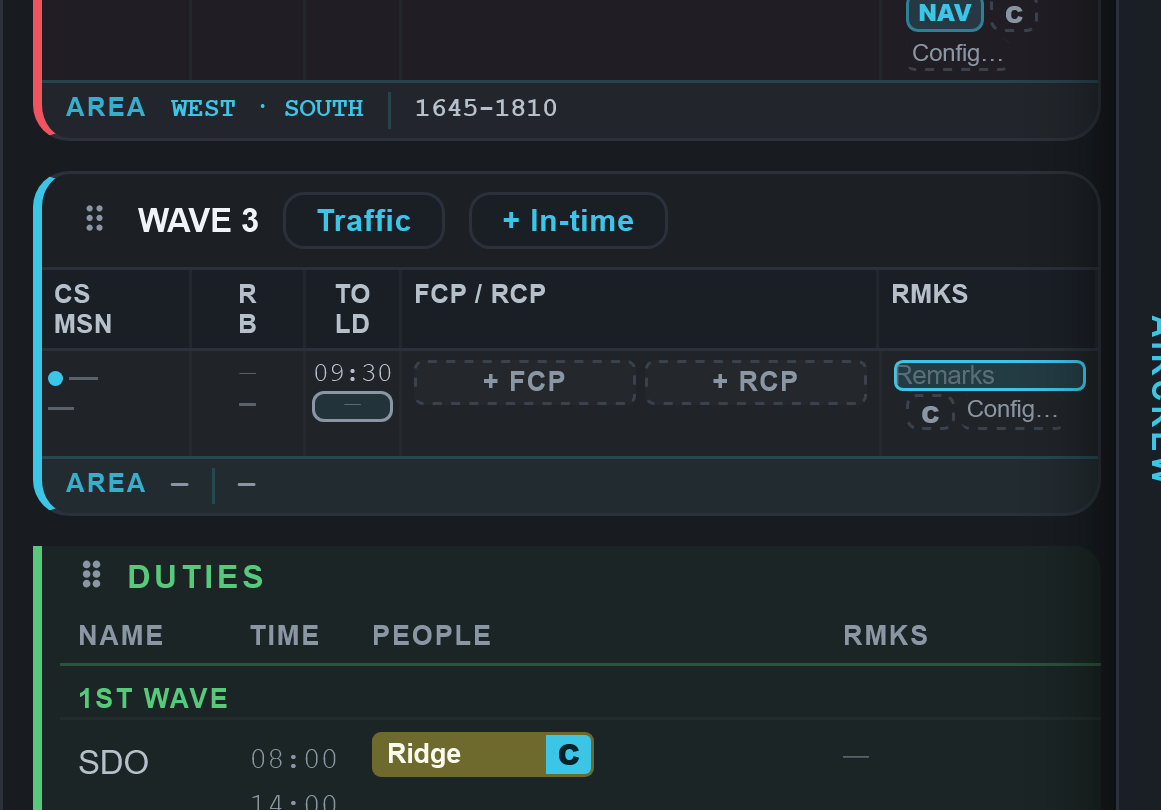 NAV C
Config…
AREA WEST · SOUTH 1645–1810
WAVE 3 Traffic + In-time
CS R TO FCP / RCP RMKS
MSN B LD
— — 09:30 + FCP + RCP Remarks
— — — C Config…
AREA — —
DUTIES
NAME TIME PEOPLE RMKS
1ST WAVE
SDO 08:00 Ridge C —
14:00
AIRCREW